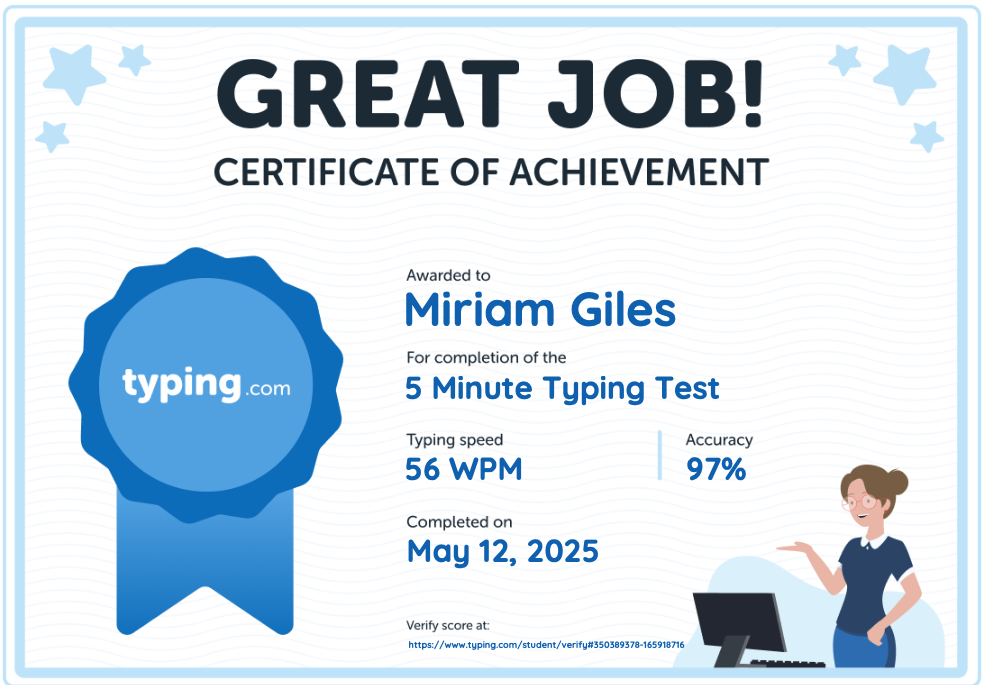 GREAT JOB!
CERTIFICATE OF ACHIEVEMENT
typing.com
Awarded to
Miriam Giles
For completion of the
5 Minute Typing Test
Typing speed
Accuracy
56 WPM
97%
Completed on
May 12, 2025
Verify score at:
https://www.typing.com/student/verify#350389378-165918716